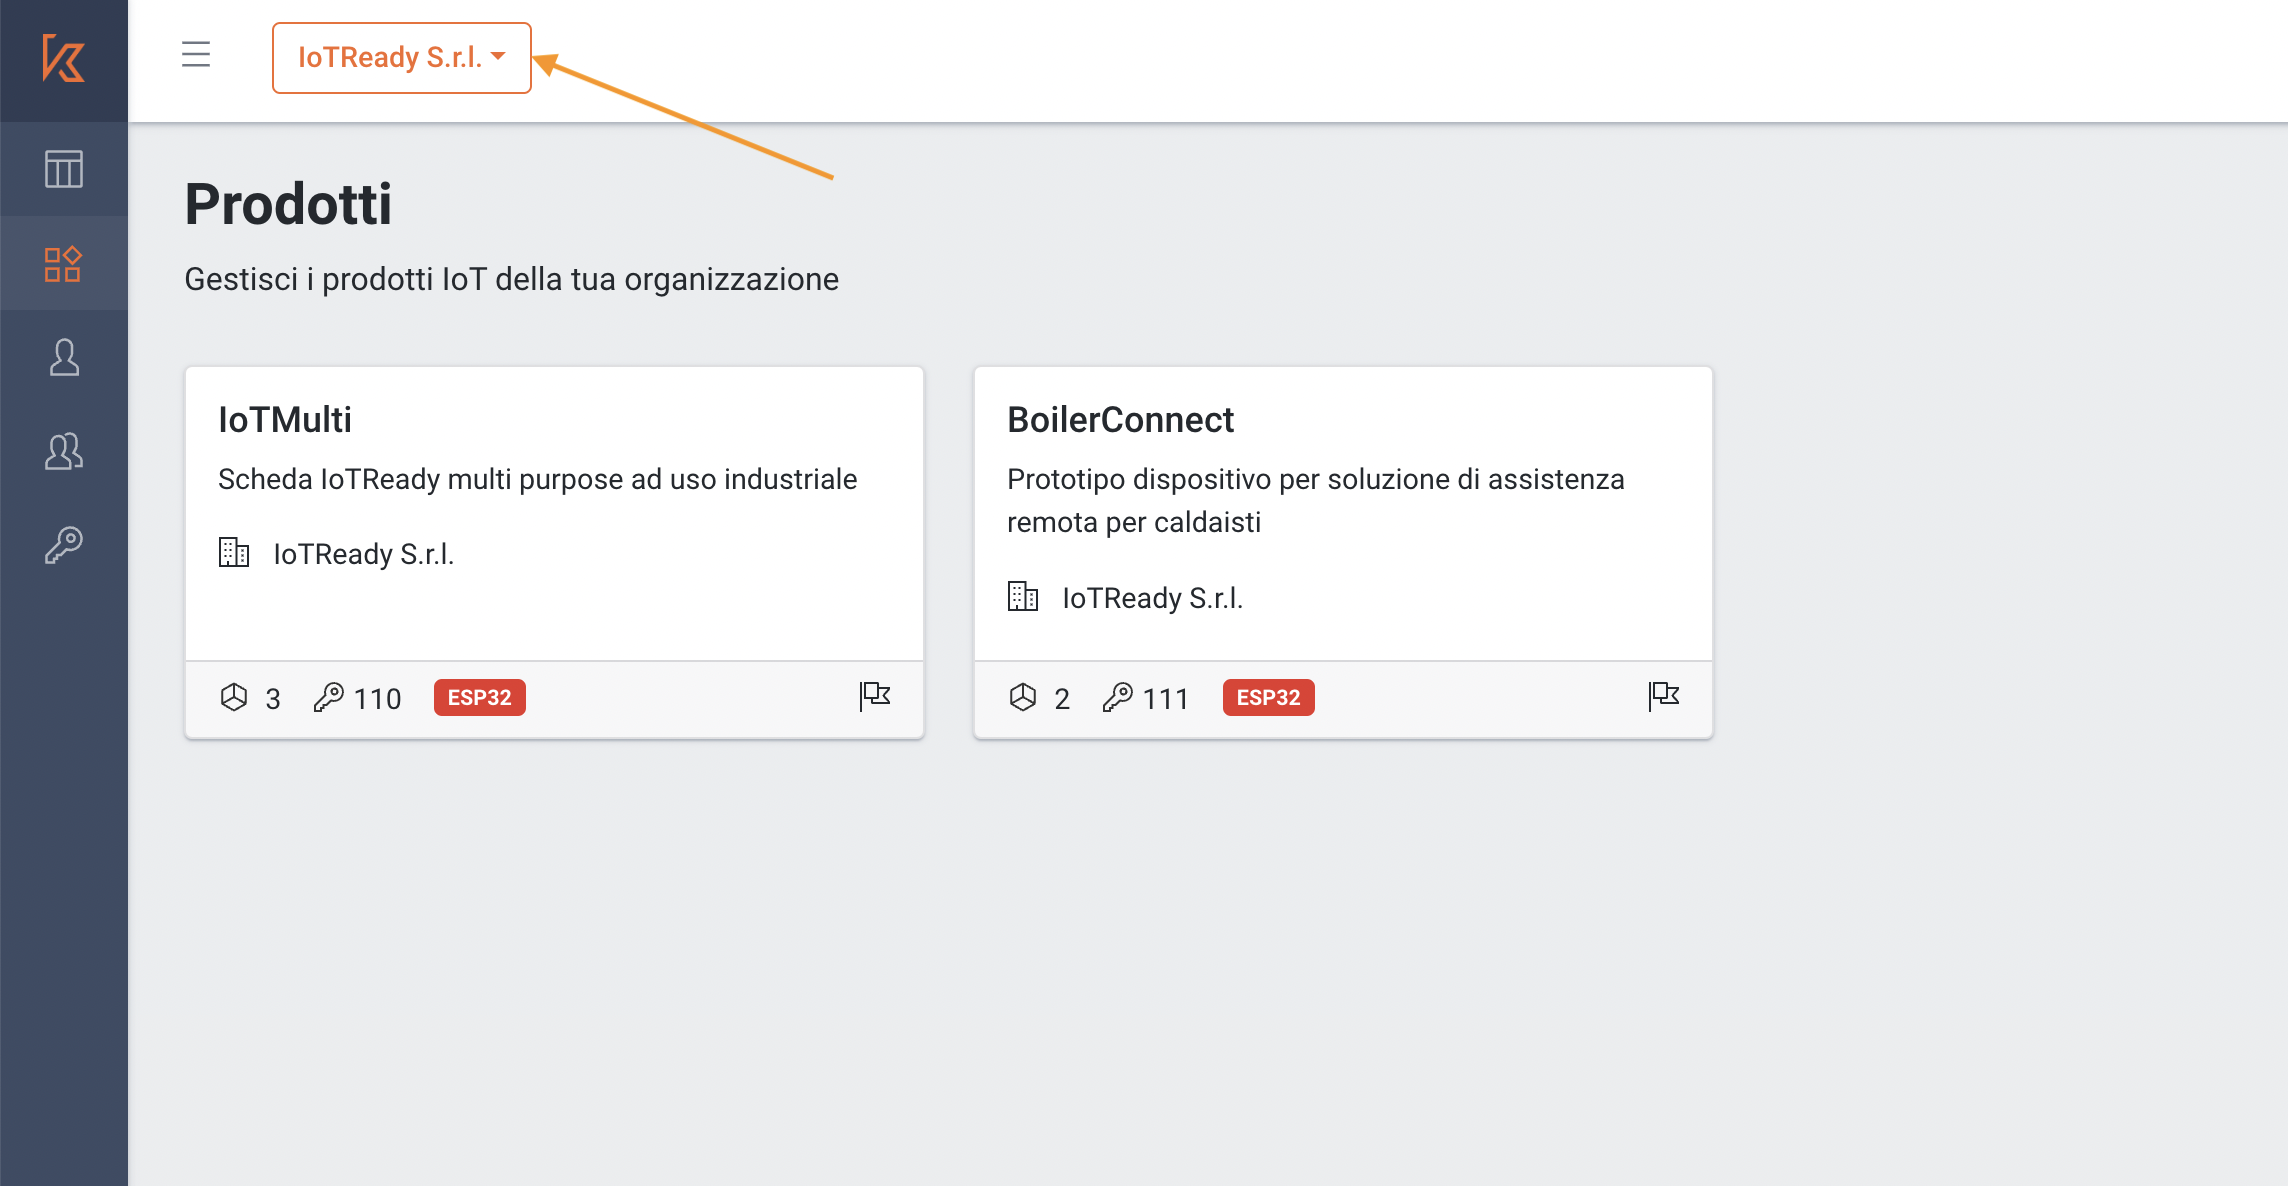 IoTReady S.r.l.
Prodotti
Gestisci i prodotti IoT della tua organizzazione
IoTMulti
Scheda IoTReady multi purpose ad uso industriale
IoTReady S.r.l.
3 110 ESP32
BoilerConnect
Prototipo dispositivo per soluzione di assistenza
remota per caldaisti
IoTReady S.r.l.
2 111 ESP32